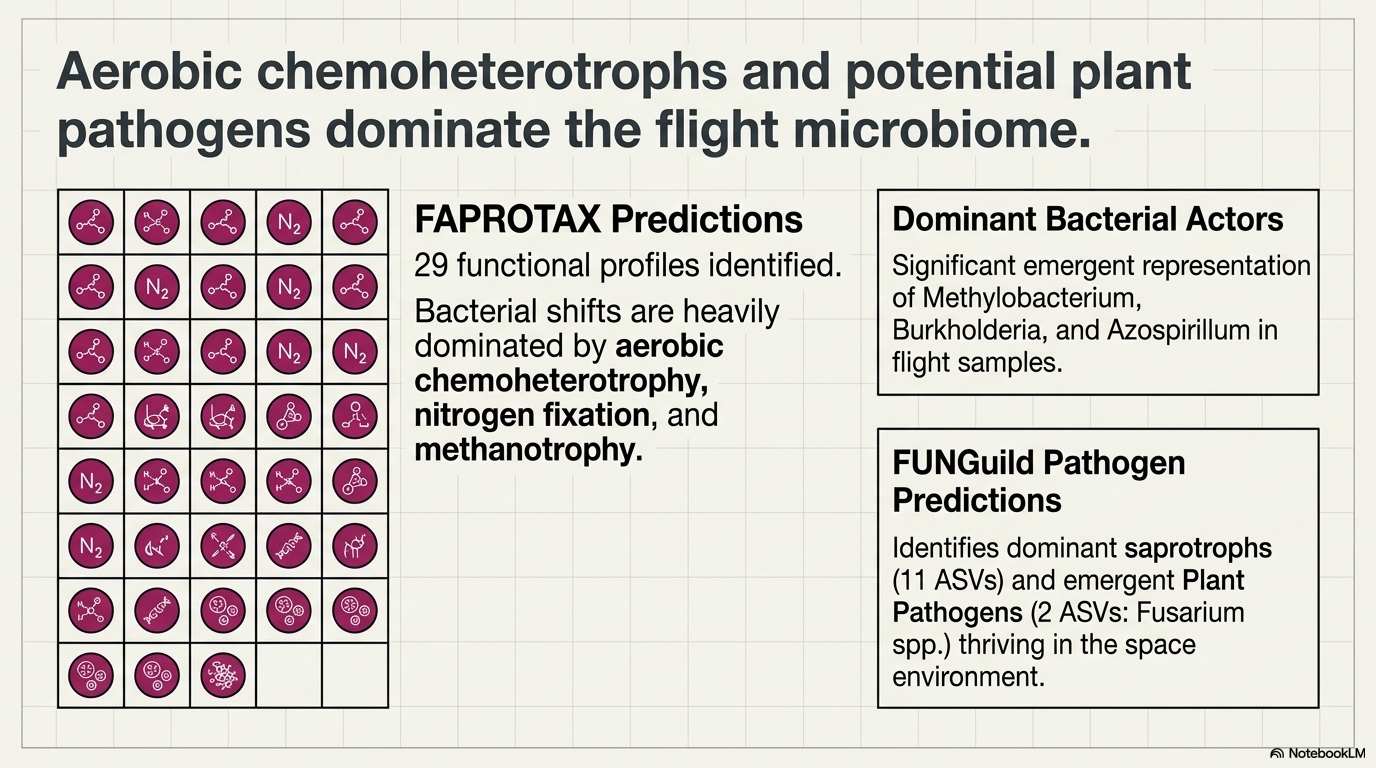 Aerobic chemoheterotrophs and potential plant
pathogens dominate the flight microbiome.
N2
N2
N2
N2
N2
N2
N2
FAPROTAX Predictions
29 functional profiles identified.
Bacterial shifts are heavily
dominated by aerobic
chemoheterotrophy,
nitrogen fixation, and
methanotrophy.
Dominant Bacterial Actors
Significant emergent representation
of Methylobacterium,
Burkholderia, and Azospirillum in
flight samples.
FUNGuild Pathogen
Predictions
Identifies dominant saprotrophs
(11 ASVs) and emergent Plant
Pathogens (2 ASVs: Fusarium
spp.) thriving in the space
environment.
NotebookLM